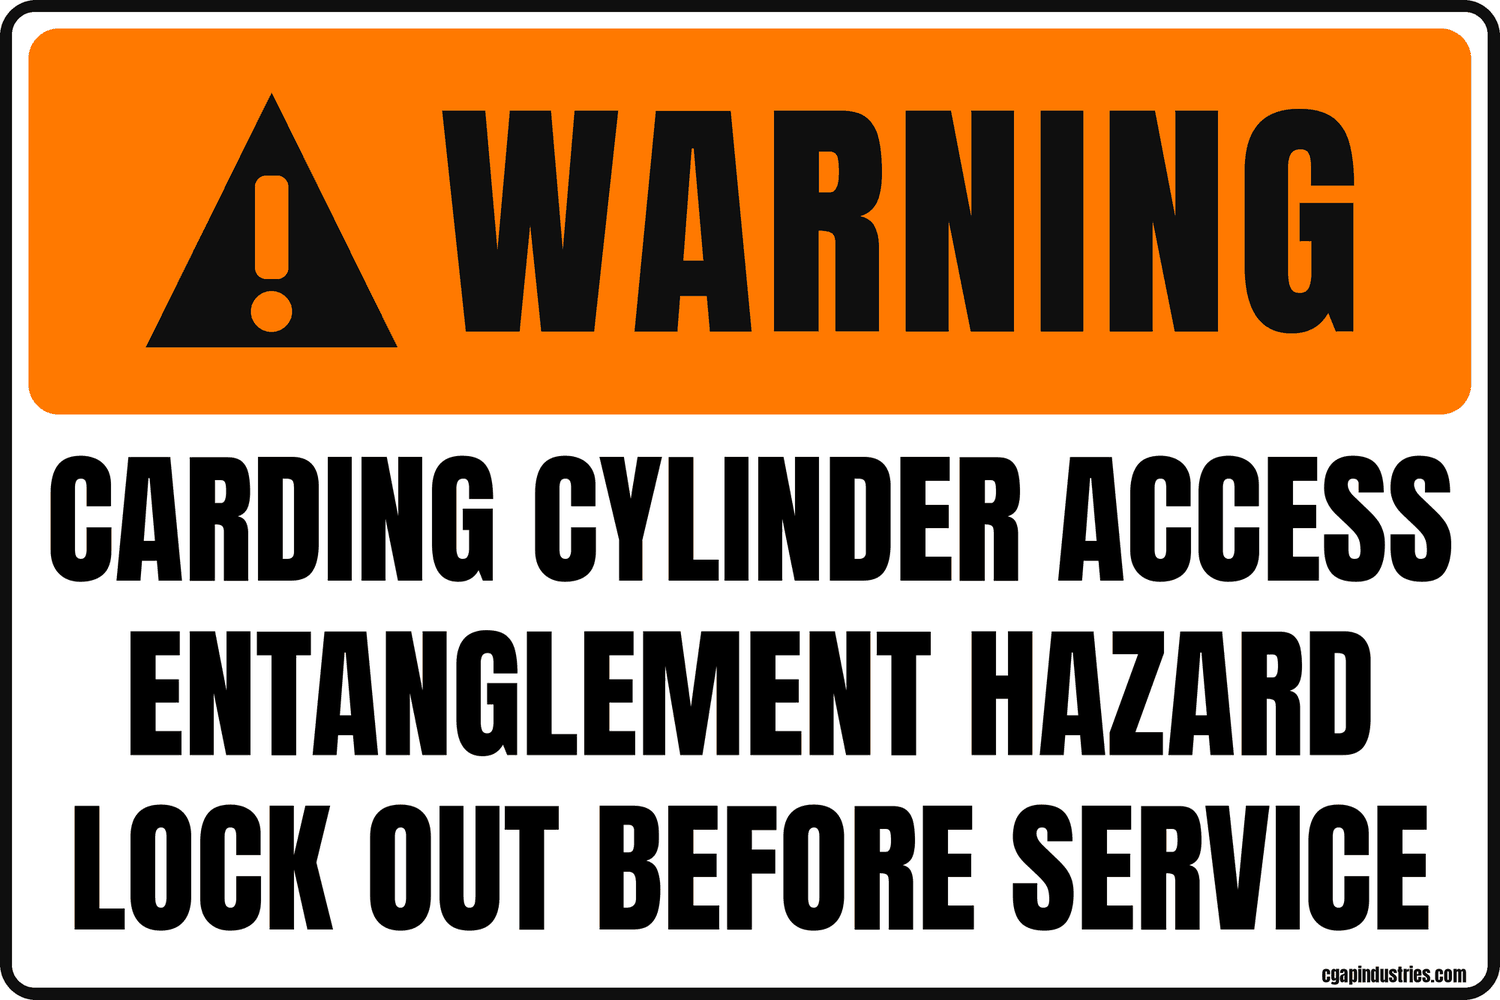 WARNING
CARDING CYLINDER ACCESS
ENTANGLEMENT HAZARD
LOCK OUT BEFORE SERVICE
cgapindustries.com